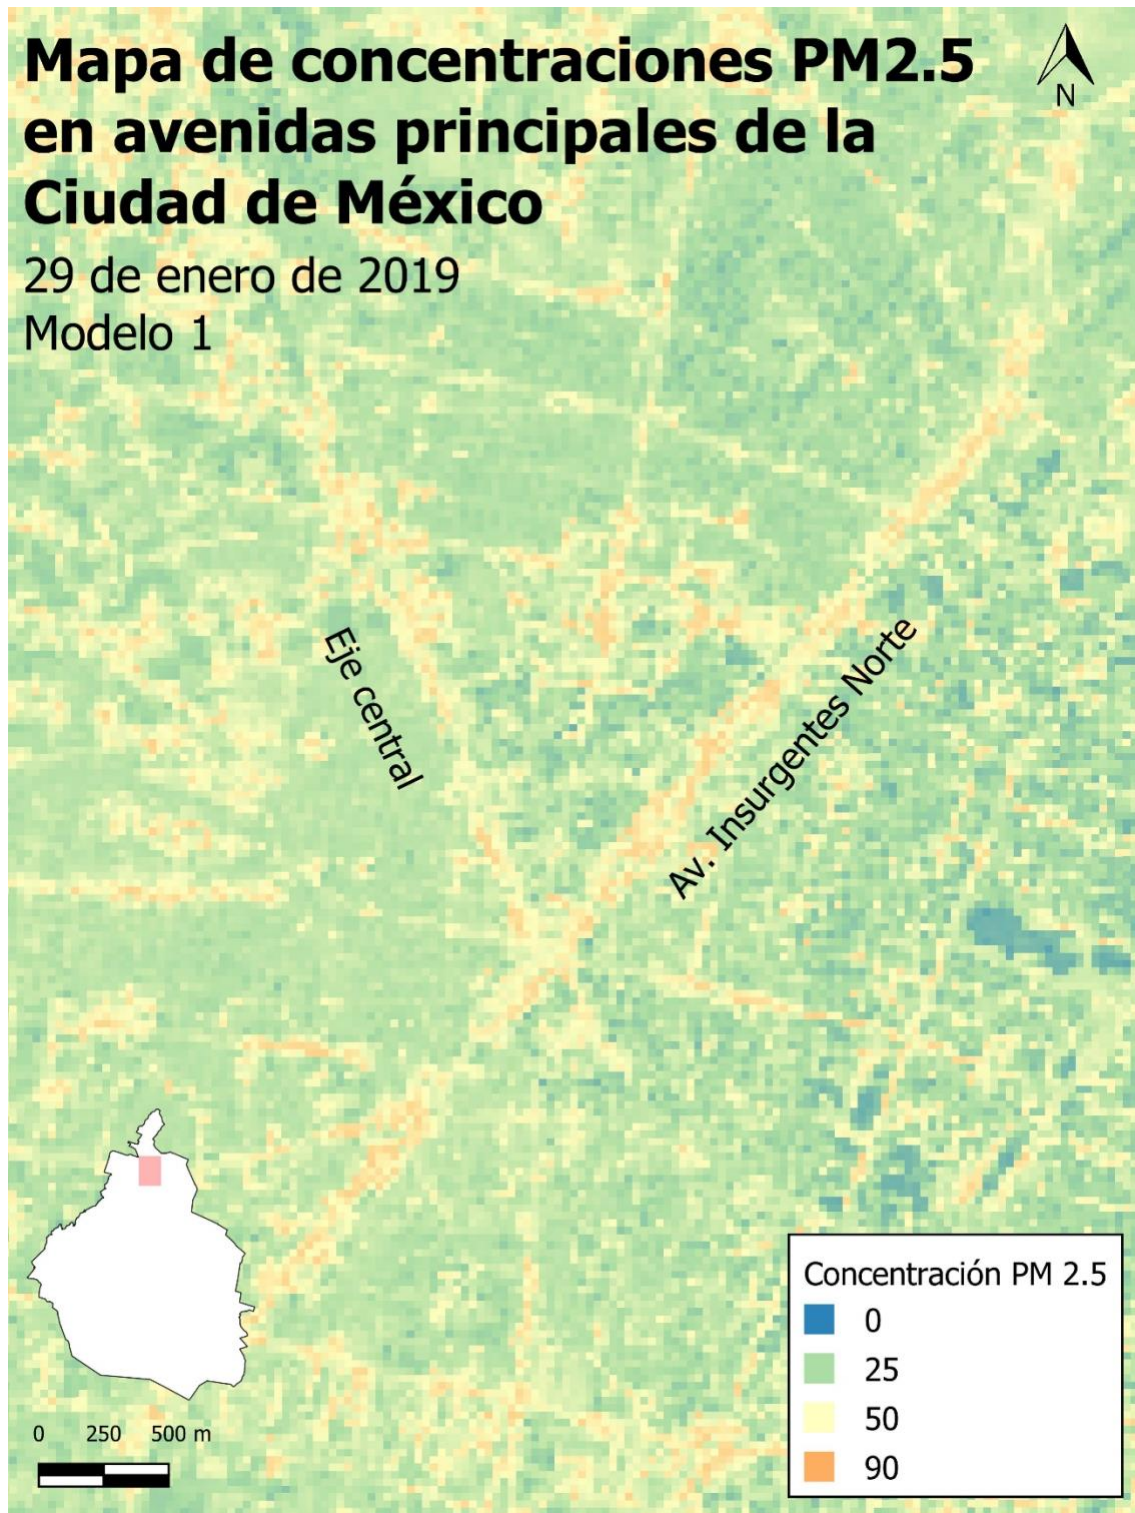 Mapa de concentraciones PM2.5
en avenidas principales de la
Ciudad de México
29 de enero de 2019
Modelo 1
N
Eje central
Av. Insurgentes Norte
Concentración PM 2.5
0
25
50
90
0 250 500 m